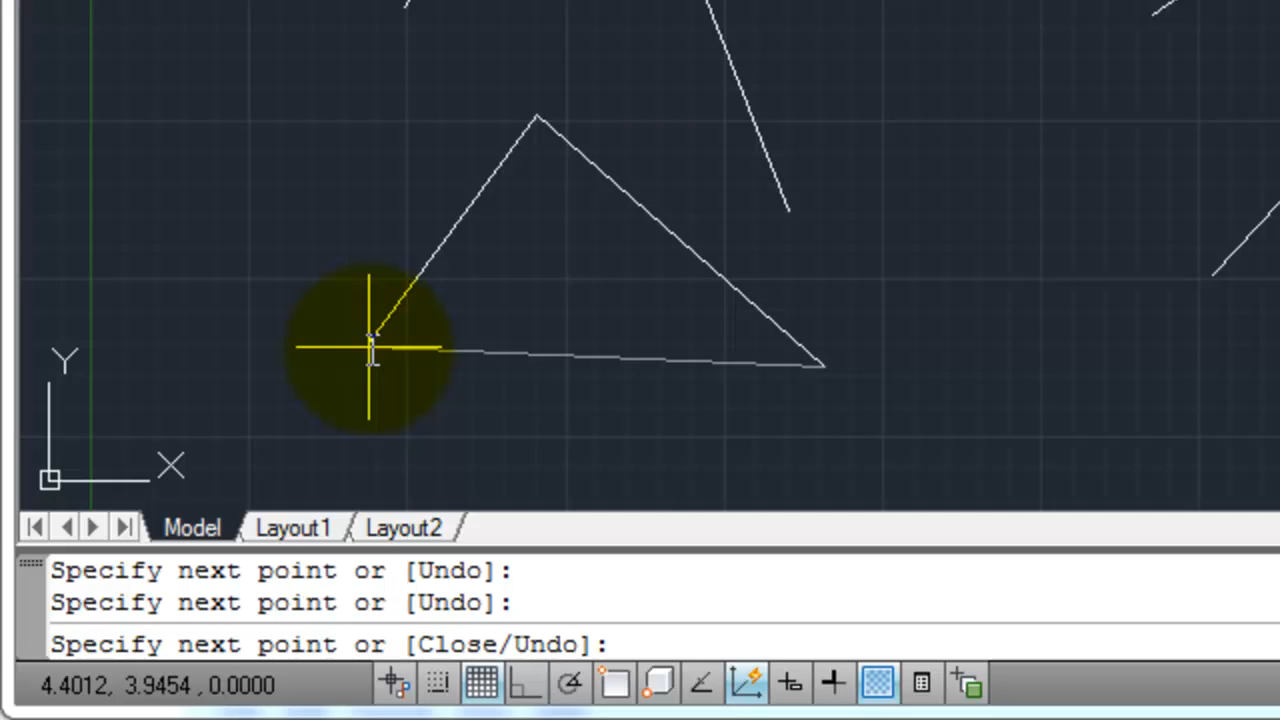 Y
X
Model Layout1 Layout2
Specify next point or [Undo]:
Specify next point or [Undo]:
Specify next point or [Close/Undo]:
4.4012, 3.9454 , 0.0000